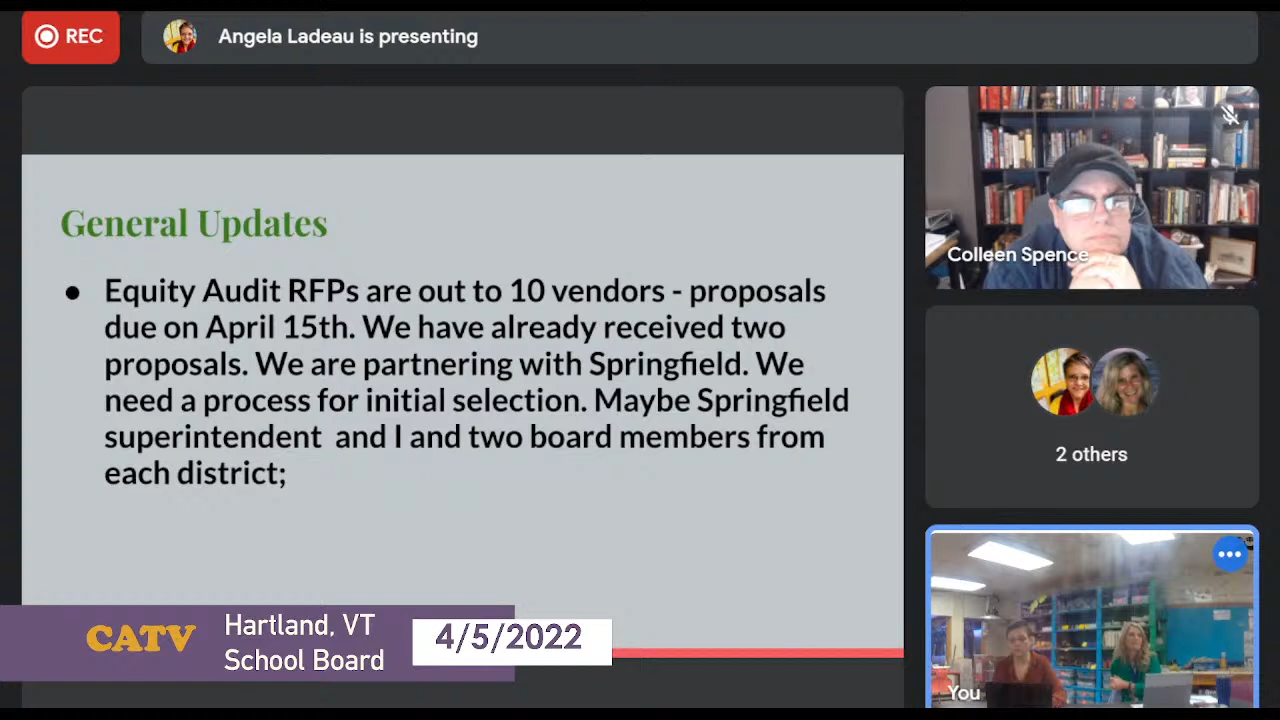 REC
Angela Ladeau is presenting
General Updates
● Equity Audit RFPs are out to 10 vendors - proposals
due on April 15th. We have already received two
proposals. We are partnering with Springfield. We
need a process for initial selection. Maybe Springfield
superintendent  and I and two board members from
each district;
Colleen Spence
2 others
You
CATV
Hartland, VT
School Board
4/5/2022